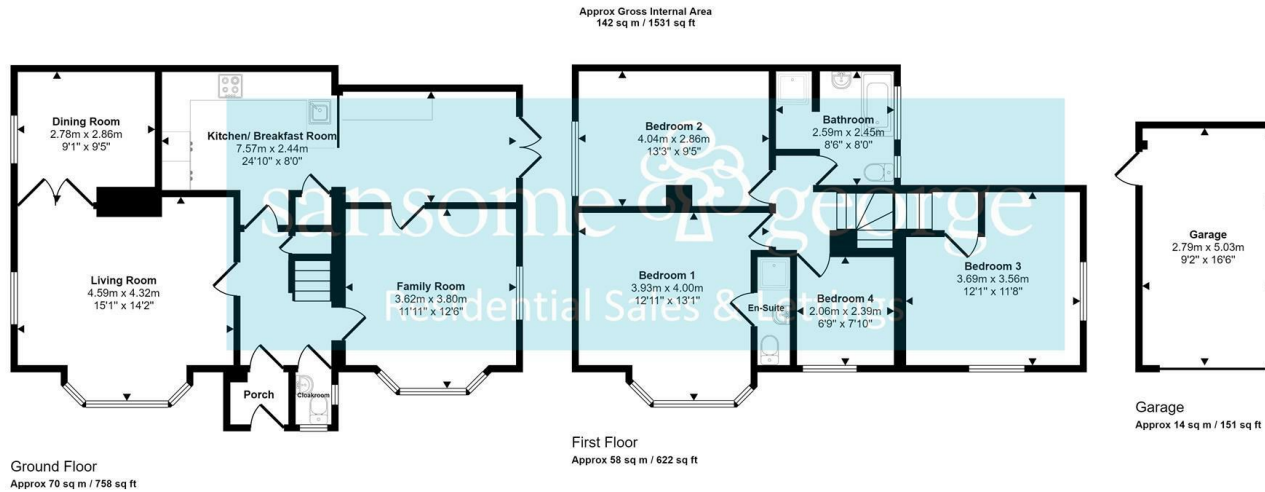 Approx Gross Internal Area
142 sq m / 1531 sq ft
Dining Room
2.78m x 2.86m
9'1" x 9'5"
Kitchen/ Breakfast Room
7.57m x 2.44m
24'10" x 8'0"
Living Room
4.59m x 4.32m
15'1" x 14'2"
Family Room
3.62m x 3.80m
11'11" x 12'6"
Porch
Cloakroom
Ground Floor
Approx 70 sq m / 758 sq ft
Bedroom 2
4.04m x 2.86m
13'3" x 9'5"
Bathroom
2.59m x 2.45m
8'6" x 8'0"
Bedroom 1
3.93m x 4.00m
12'11" x 13'1"
En-Suite
Bedroom 4
2.06m x 2.39m
6'9" x 7'10"
Bedroom 3
3.69m x 3.56m
12'1" x 11'8"
First Floor
Approx 58 sq m / 622 sq ft
Garage
2.79m x 5.03m
9'2" x 16'6"
Garage
Approx 14 sq m / 151 sq ft
sansome george
Residential Sales & Lettings